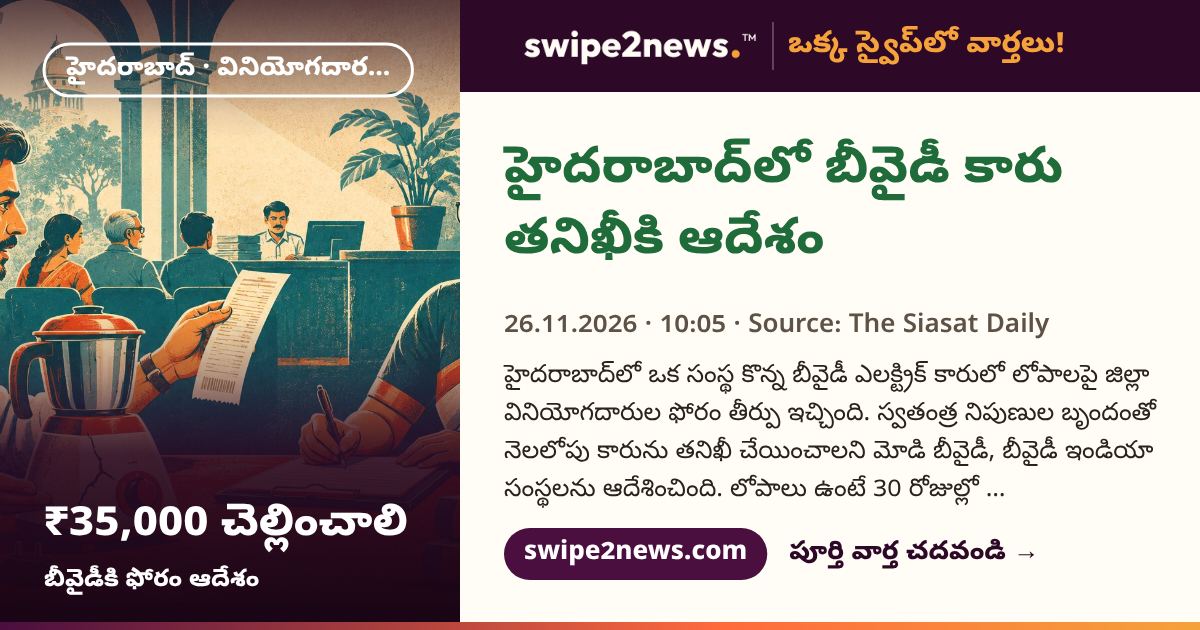 హైదరాబాద్ · వినియోగదార...
swipe2news.™
ఒక్క స్వైప్‌లో వార్తలు!
హైదరాబాద్‌లో బీవైడీ కారు
తనిఖీకి ఆదేశం
26.11.2026 · 10:05 · Source: The Siasat Daily
హైదరాబాద్‌లో ఒక సంస్థ కొన్న బీవైడీ ఎలక్ట్రిక్ కారులో లోపాలపై జిల్లా
వినియోగదారుల ఫోరం తీర్పు ఇచ్చింది. స్వతంత్ర నిపుణుల బృందంతో
నెలలోపు కారును తనిఖీ చేయించాలని మోడి బీవైడీ, బీవైడీ ఇండియా
సంస్థలను ఆదేశించింది. లోపాలు ఉంటే 30 రోజుల్లో ...
₹35,000 చెల్లించాలి
బీవైడీకి ఫోరం ఆదేశం
swipe2news.com
పూర్తి వార్త చదవండి →